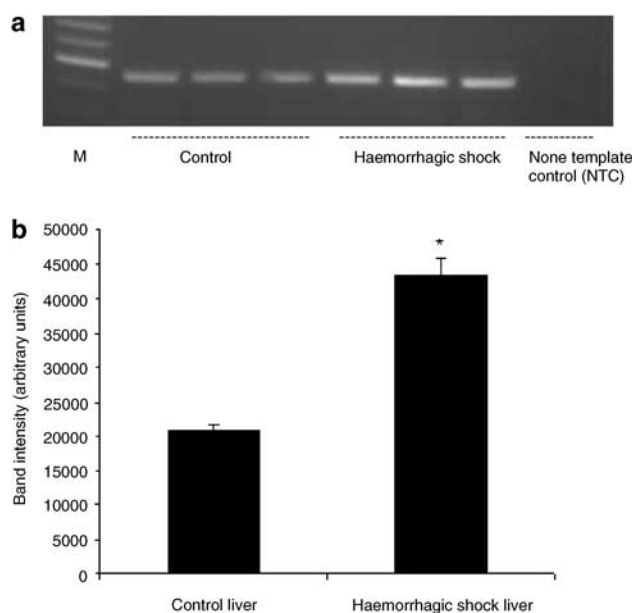 a
M
Control
Haemorrhagic shock
None template
control (NTC)
b
Band intensity (arbitrary units)
50000
45000
40000
35000
30000
25000
20000
15000
10000
5000
0
*
Control liver
Haemorrhagic shock liver